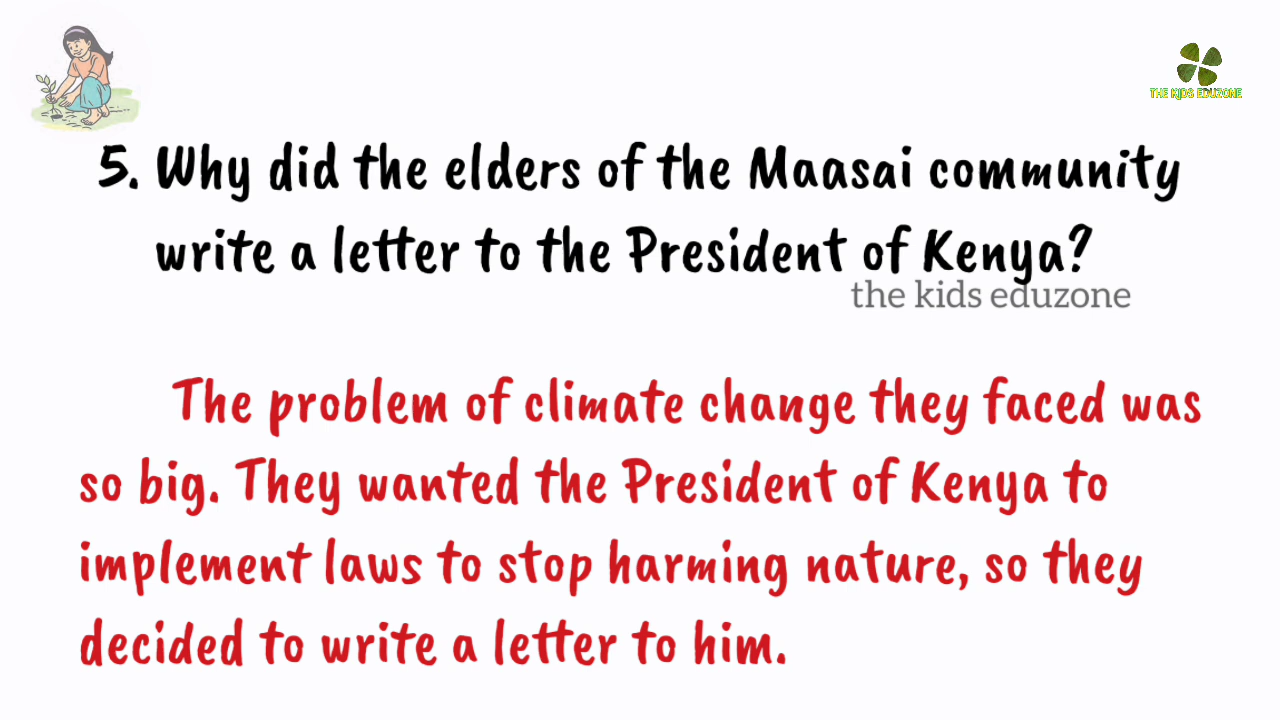 THE KIDS EDUZONE
5. Why did the elders of the Maasai community
write a letter to the President of Kenya?
the kids eduzone
The problem of climate change they faced was
so big. They wanted the President of Kenya to
implement laws to stop harming nature, so they
decided to write a letter to him.